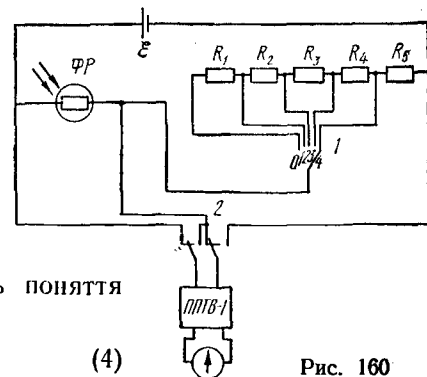 ℰ
ФР
R₁ R₂ R₃ R₄ R₅
0 1 2 3 4
1
2
поняття
ППТВ-1
(4)
Рис. 160